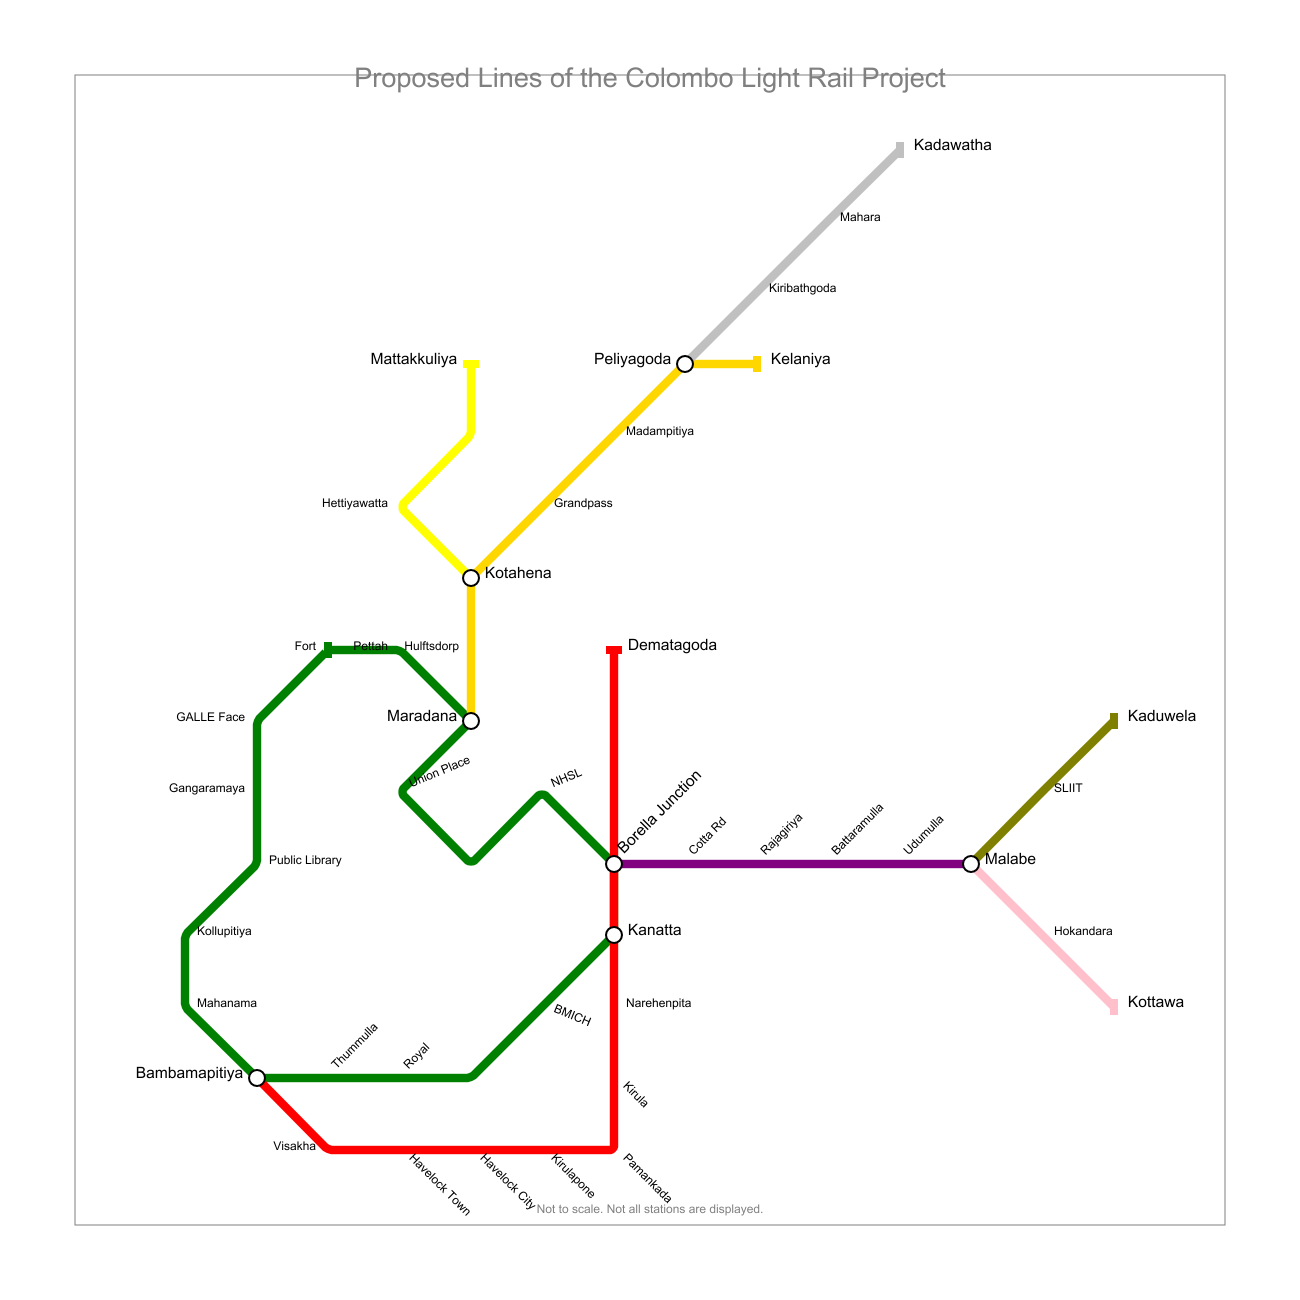 Proposed Lines of the Colombo Light Rail Project
Kadawatha
Mahara
Kiribathgoda
Mattakkuliya
Peliyagoda
Kelaniya
Madampitiya
Hettiyawatta
Grandpass
Kotahena
Fort
Pettah
Hulftsdorp
Dematagoda
GALLE Face
Maradana
Kaduwela
Union Place
NHSL
Gangaramaya
SLIIT
Borella Junction
Cotta Rd
Rajagiriya
Battaramulla
Udumulla
Public Library
Malabe
Kollupitiya
Kanatta
Hokandara
Mahanama
BMICH
Narehenpita
Kottawa
Thummulla
Royal
Bambamapitiya
Kirula
Visakha
Havelock Town
Havelock City
Kirulapone
Pamankada
Not to scale. Not all stations are displayed.